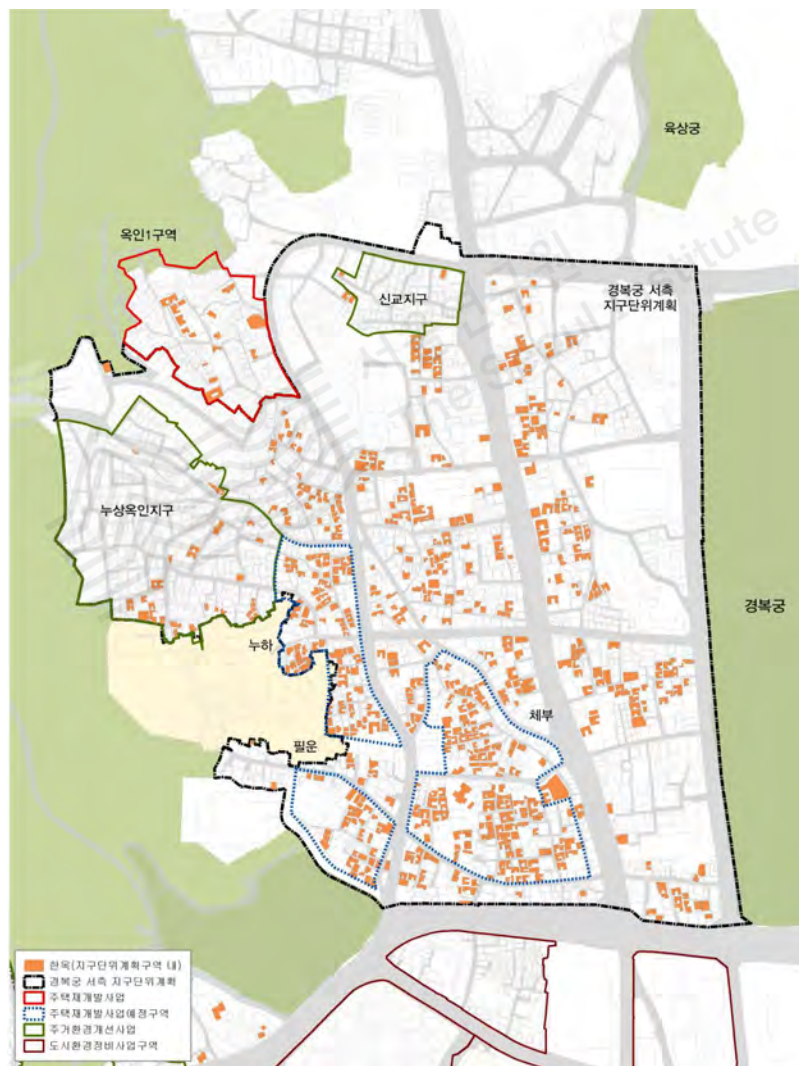 육상궁
옥인1구역
신교지구
경복궁 서측
지구단위계획
누상옥인지구
경복궁
누하
체부
필운
한옥(지구단위계획구역 내)
경복궁 서측 지구단위계획
주택재개발사업
주택재개발사업예정구역
주거환경개선사업
도시환경정비사업구역
The Seoul Institute